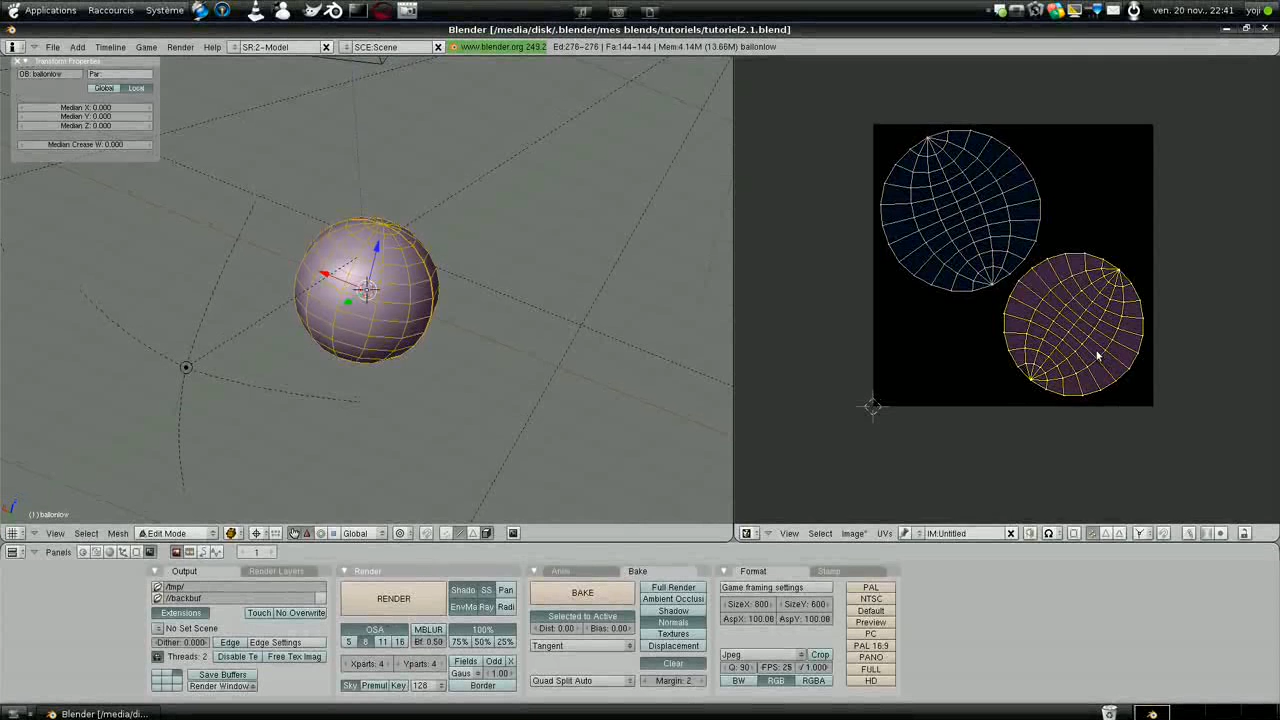 Applications Raccourcis Système ven. 20 nov., 22:41 yoji
Blender [/media/disk/.blender/mes blends/tutoriels/tutoriel2.1.blend]
File Add Timeline Game Render Help SR:2-Model SCE:Scene www.blender.org 249.2 Ed:276-276 | Fa:144-144 | Mem:4.14M (13.66M) ballonlow
Transform Properties
OB: ballonlow Par:
Global Local
Median X: 0.000
Median Y: 0.000
Median Z: 0.000
Median Crease W: 0.000
(1) ballonlow
View Select Mesh Edit Mode Global
View Select Image* UVs IM:Untitled
Panels 1
Output Render Layers
/tmp/
//backbuf
Extensions Touch No Overwrite
No Set Scene
Dither: 0.000 Edge Edge Settings
Threads: 2 Disable Te Free Tex Imag
Save Buffers
Render Window
Render
RENDER
Shado SS Pan
EnvMa Ray Radi
OSA MBLUR 100%
5 8 11 16 Bf: 0.50 75% 50% 25%
Xparts: 4 Yparts: 4 Fields Odd X
Gaus 1.00
Sky Premul Key 128 Border
Anim Bake
BAKE
Selected to Active
Dist: 0.00 Bias: 0.00
Tangent
Quad Split Auto
Full Render
Ambient Occlusi
Shadow
Normals
Textures
Displacement
Clear
Margin: 2
Format Stamp
Game framing settings
SizeX: 800 SizeY: 600
AspX: 100.00 AspY: 100.00
Jpeg Crop
Q: 90 FPS: 25 / 1.000
BW RGB RGBA
PAL
NTSC
Default
Preview
PC
PAL 16:9
PANO
FULL
HD
Blender [/media/di...